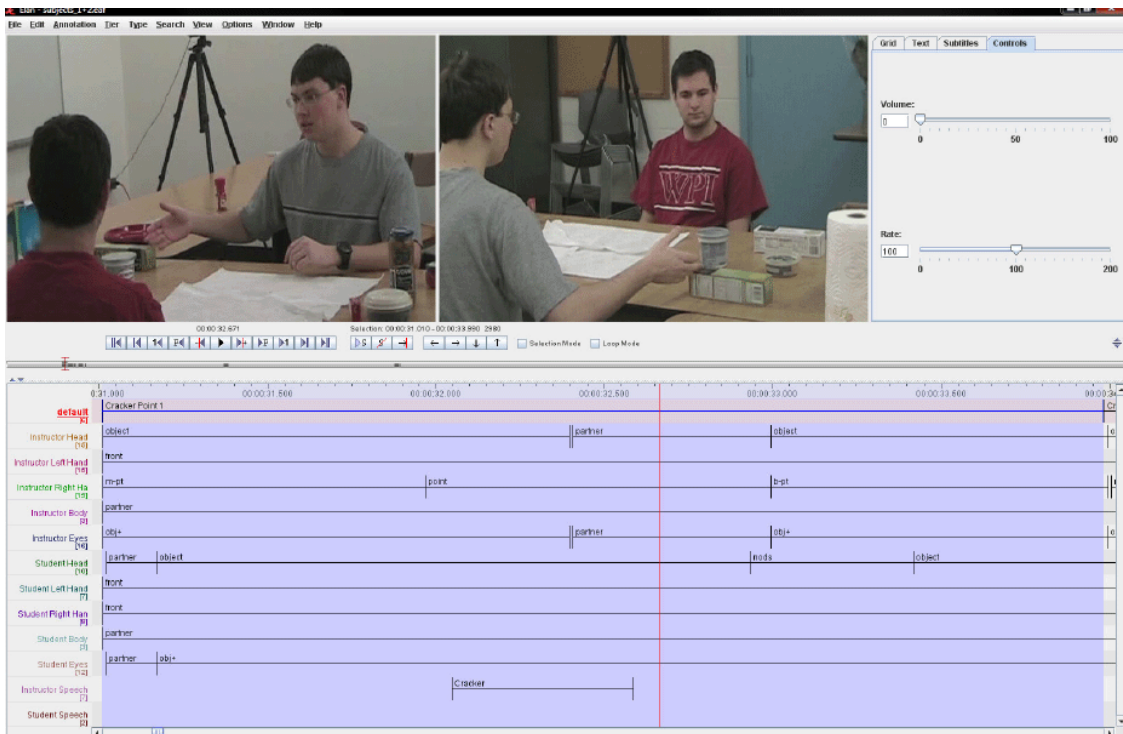 Elan - subjects_1+2.eaf
File Edit Annotation Tier Type Search View Options Window Help
Grid Text Subtitles Controls
WPI
Volume:
0
0 50 100
Rate:
100
0 100 200
00:00:32.671
Selection: 00:00:31.010 - 00:00:33.990 2980
Selection Mode Loop Mode
0:31.000 00:00:31.500 00:00:32.000 00:00:32.500 00:00:33.000 00:00:33.500
default Cracker Point 1
Instructor Head object partner object
[10]
Instructor Left Hand front
Instructor Right Ha m-pt point b-pt
Instructor Body partner
Instructor Eyes obj+ partner obj+
Student Head partner object nods object
Student Left Hand front
Student Right Han front
Student Body partner
Student Eyes partner obj+
[12]
Instructor Speech Cracker
Student Speech